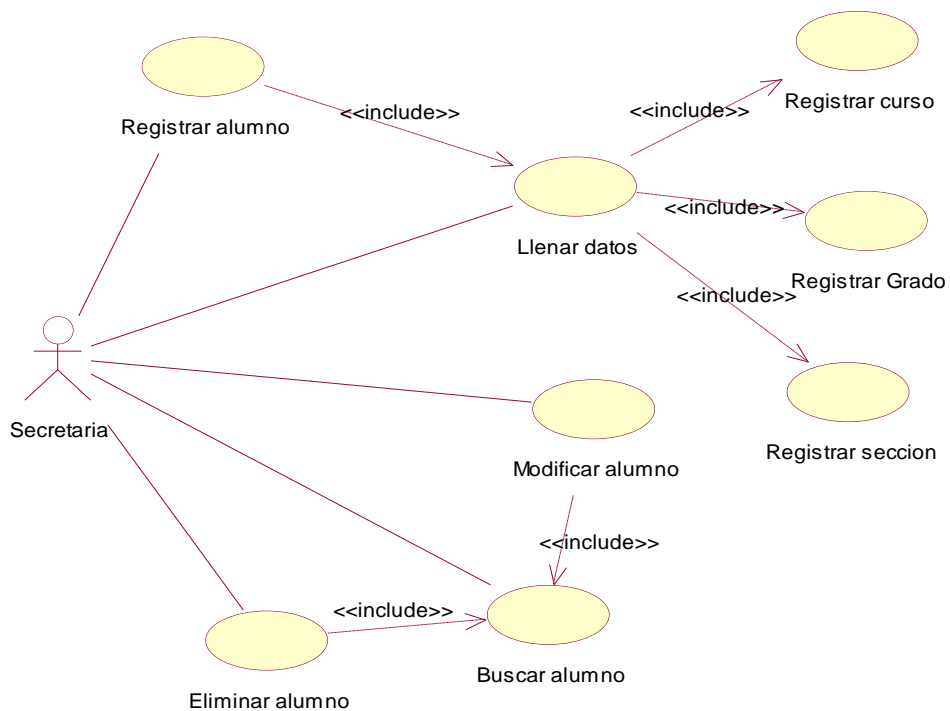 Registrar curso
Registrar alumno
<<include>>
<<include>>
<<include>>
Llenar datos
Registrar Grado
<<include>>
Secretaria
Registrar seccion
Modificar alumno
<<include>>
<<include>>
Buscar alumno
Eliminar alumno